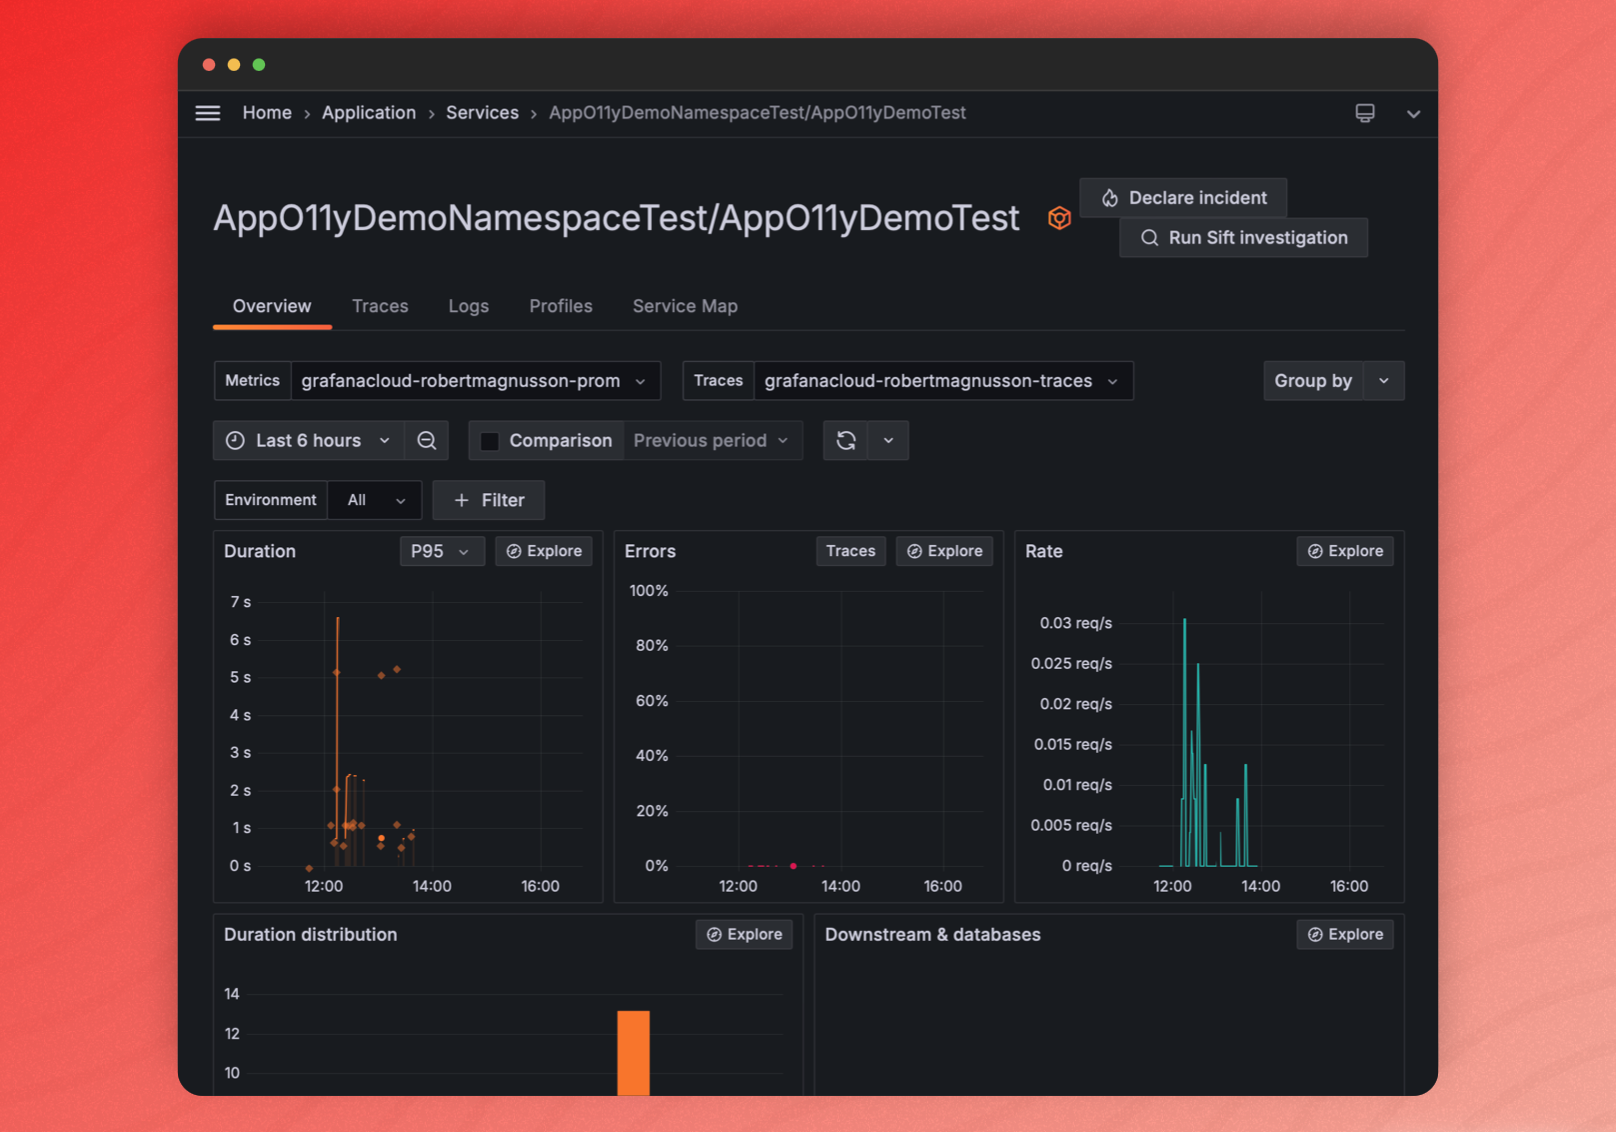 Home › Application › Services › AppO11yDemoNamespaceTest/AppO11yDemoTest
AppO11yDemoNamespaceTest/AppO11yDemoTest
Declare incident
Run Sift investigation
Overview Traces Logs Profiles Service Map
Metrics grafanacloud-robertmagnusson-prom Traces grafanacloud-robertmagnusson-traces Group by
Last 6 hours Comparison Previous period
Environment All + Filter
Duration P95 Explore
7 s
6 s
5 s
4 s
3 s
2 s
1 s
0 s
12:00 14:00 16:00
Errors Traces Explore
100%
80%
60%
40%
20%
0%
12:00 14:00 16:00
Rate Explore
0.03 req/s
0.025 req/s
0.02 req/s
0.015 req/s
0.01 req/s
0.005 req/s
0 req/s
12:00 14:00 16:00
Duration distribution Explore
14
12
10
Downstream & databases Explore